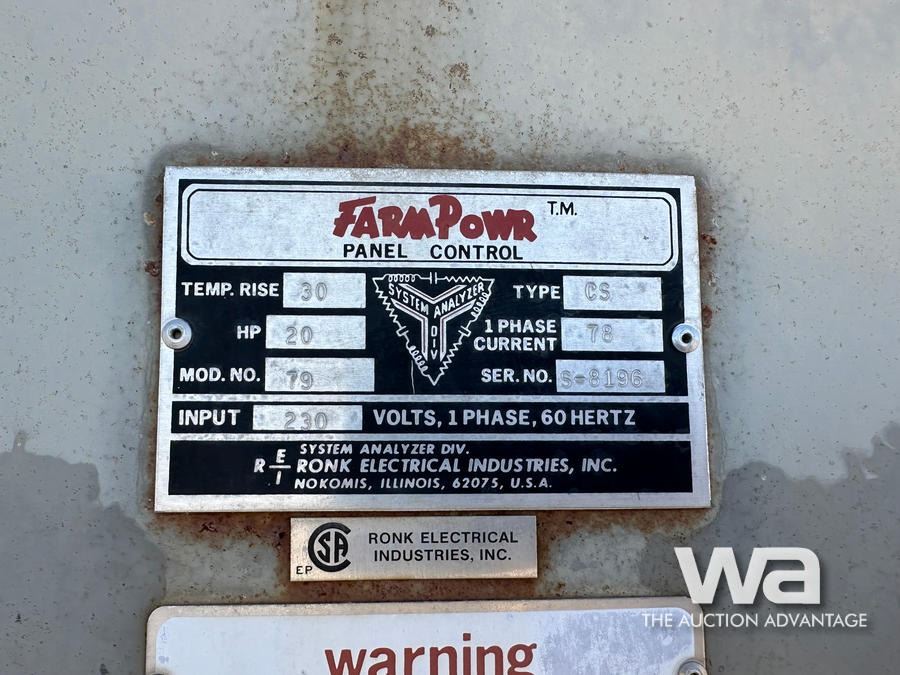 FARMPOWR T.M.
PANEL CONTROL
TEMP. RISE 30
TYPE CS
HP 20
1 PHASE CURRENT 78
MOD. NO. 79
SER. NO. S-8196
SYSTEM ANALYZER
DIV
INPUT 230 VOLTS, 1 PHASE, 60 HERTZ
SYSTEM ANALYZER DIV.
R E/I RONK ELECTRICAL INDUSTRIES, INC.
NOKOMIS, ILLINOIS, 62075, U.S.A.
CSA
EP
RONK ELECTRICAL
INDUSTRIES, INC.
warning
wa
THE AUCTION ADVANTAGE